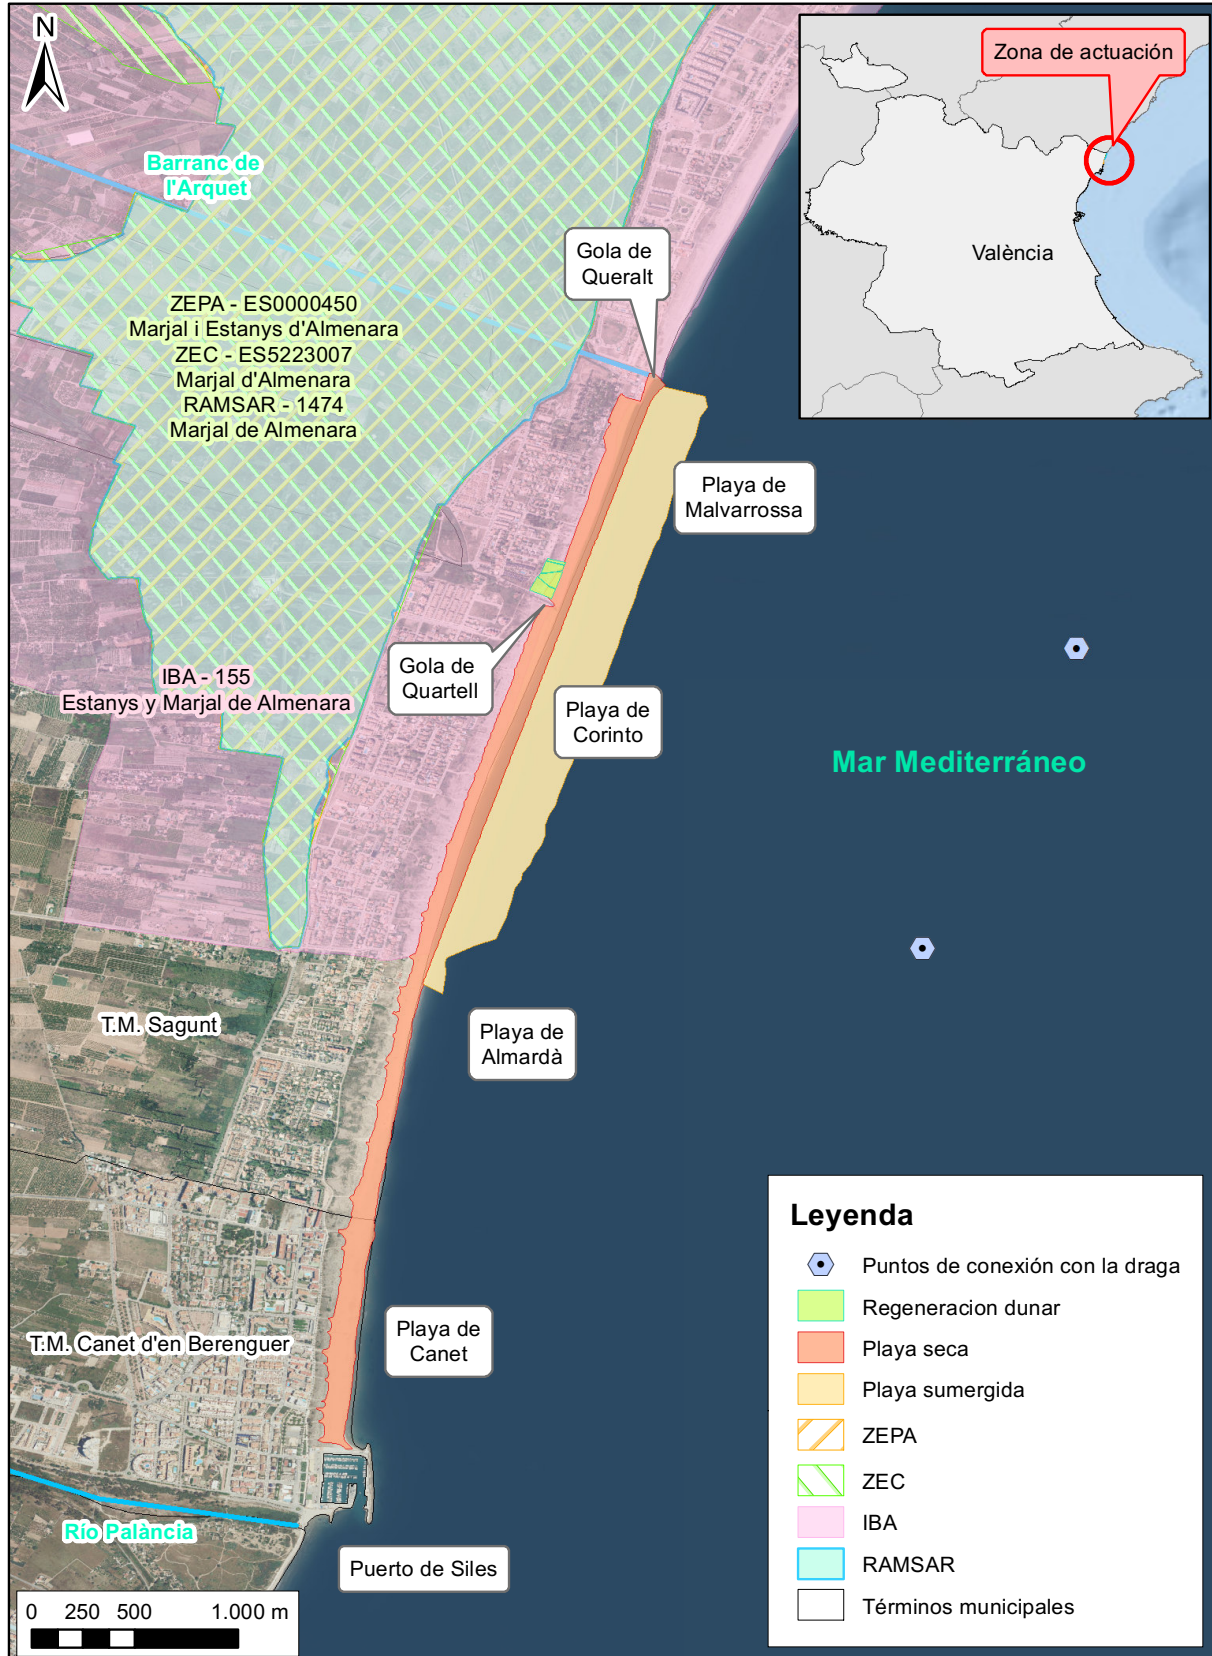 N
Zona de actuación
València
Barranc de
l'Arquet
Gola de
Queralt
ZEPA - ES0000450
Marjal i Estanys d'Almenara
ZEC - ES5223007
Marjal d'Almenara
RAMSAR - 1474
Marjal de Almenara
Playa de
Malvarrossa
Gola de
Quartell
IBA - 155
Estanys y Marjal de Almenara
Playa de
Corinto
Mar Mediterráneo
T.M. Sagunt
Playa de
Almardà
Playa de
Canet
T.M. Canet d'en Berenguer
Río Palància
Puerto de Siles
0 250 500 1.000 m
Leyenda
Puntos de conexión con la draga
Regeneracion dunar
Playa seca
Playa sumergida
ZEPA
ZEC
IBA
RAMSAR
Términos municipales